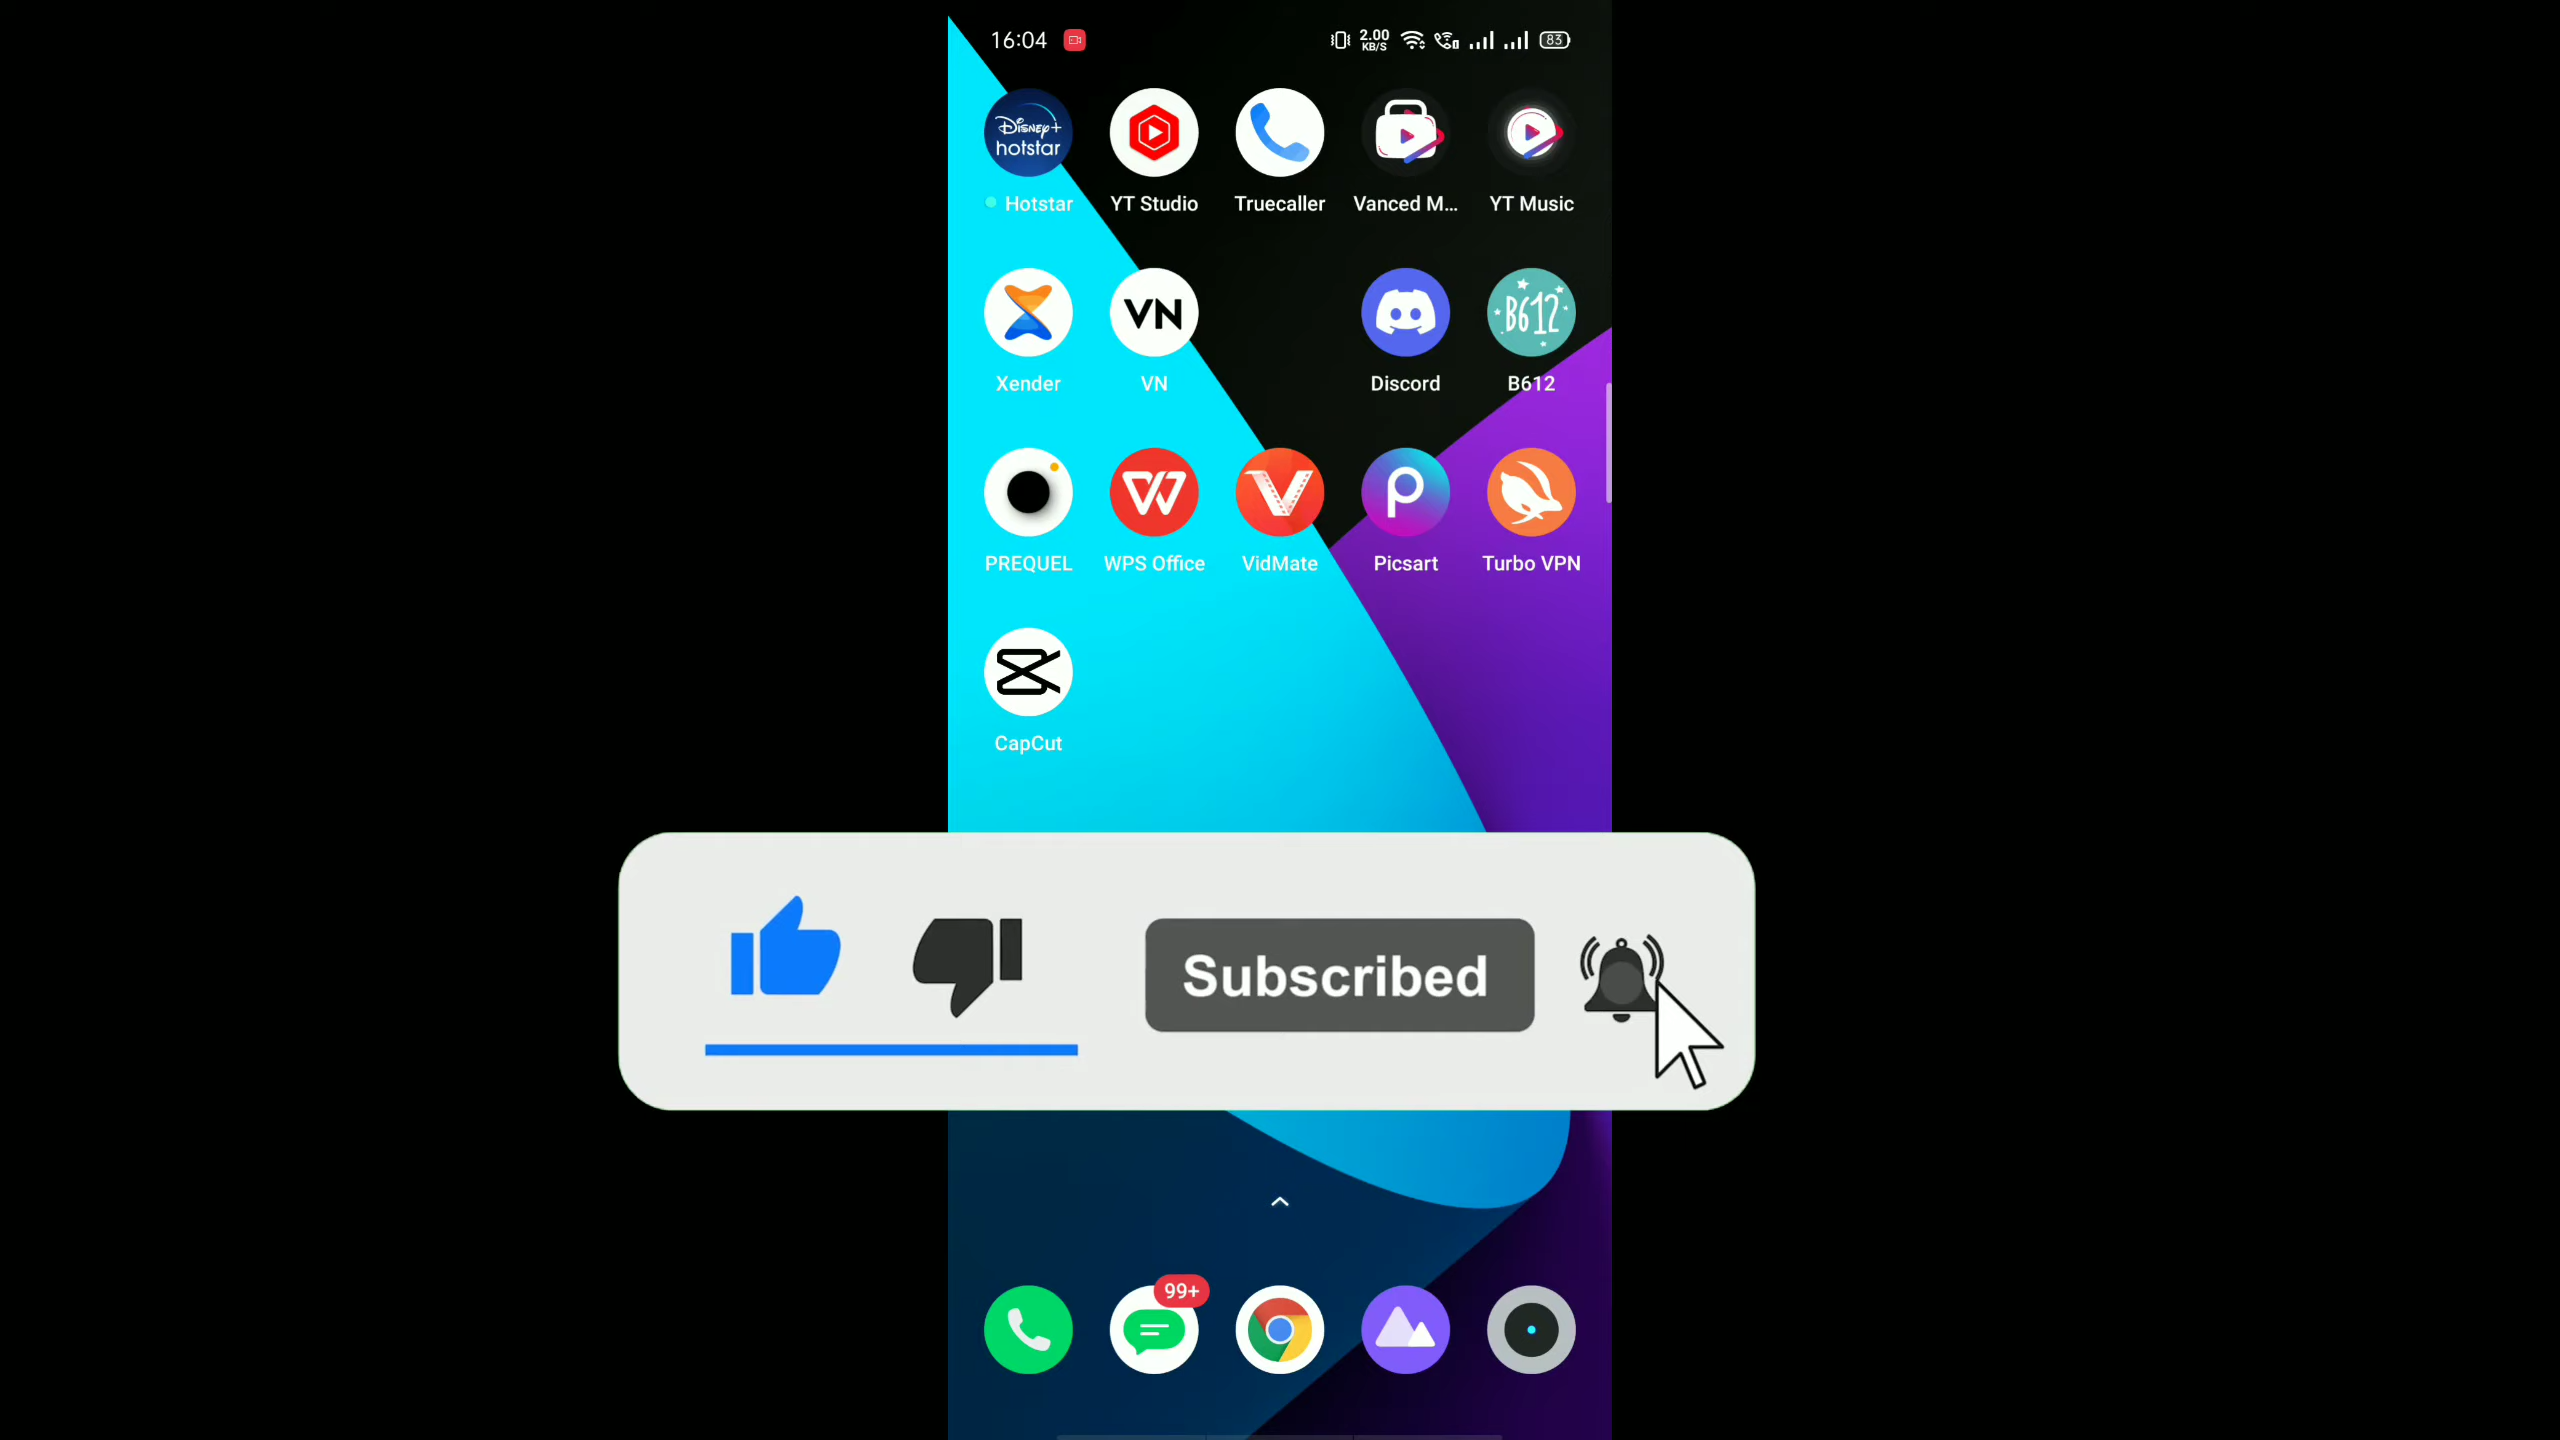 16:04
2.00
KB/S
83
Disney+
hotstar
Hotstar
YT Studio
Truecaller
Vanced M...
YT Music
VN
B612
Xender
VN
Discord
B612
PREQUEL
WPS Office
VidMate
Picsart
Turbo VPN
CapCut
Subscribed
99+